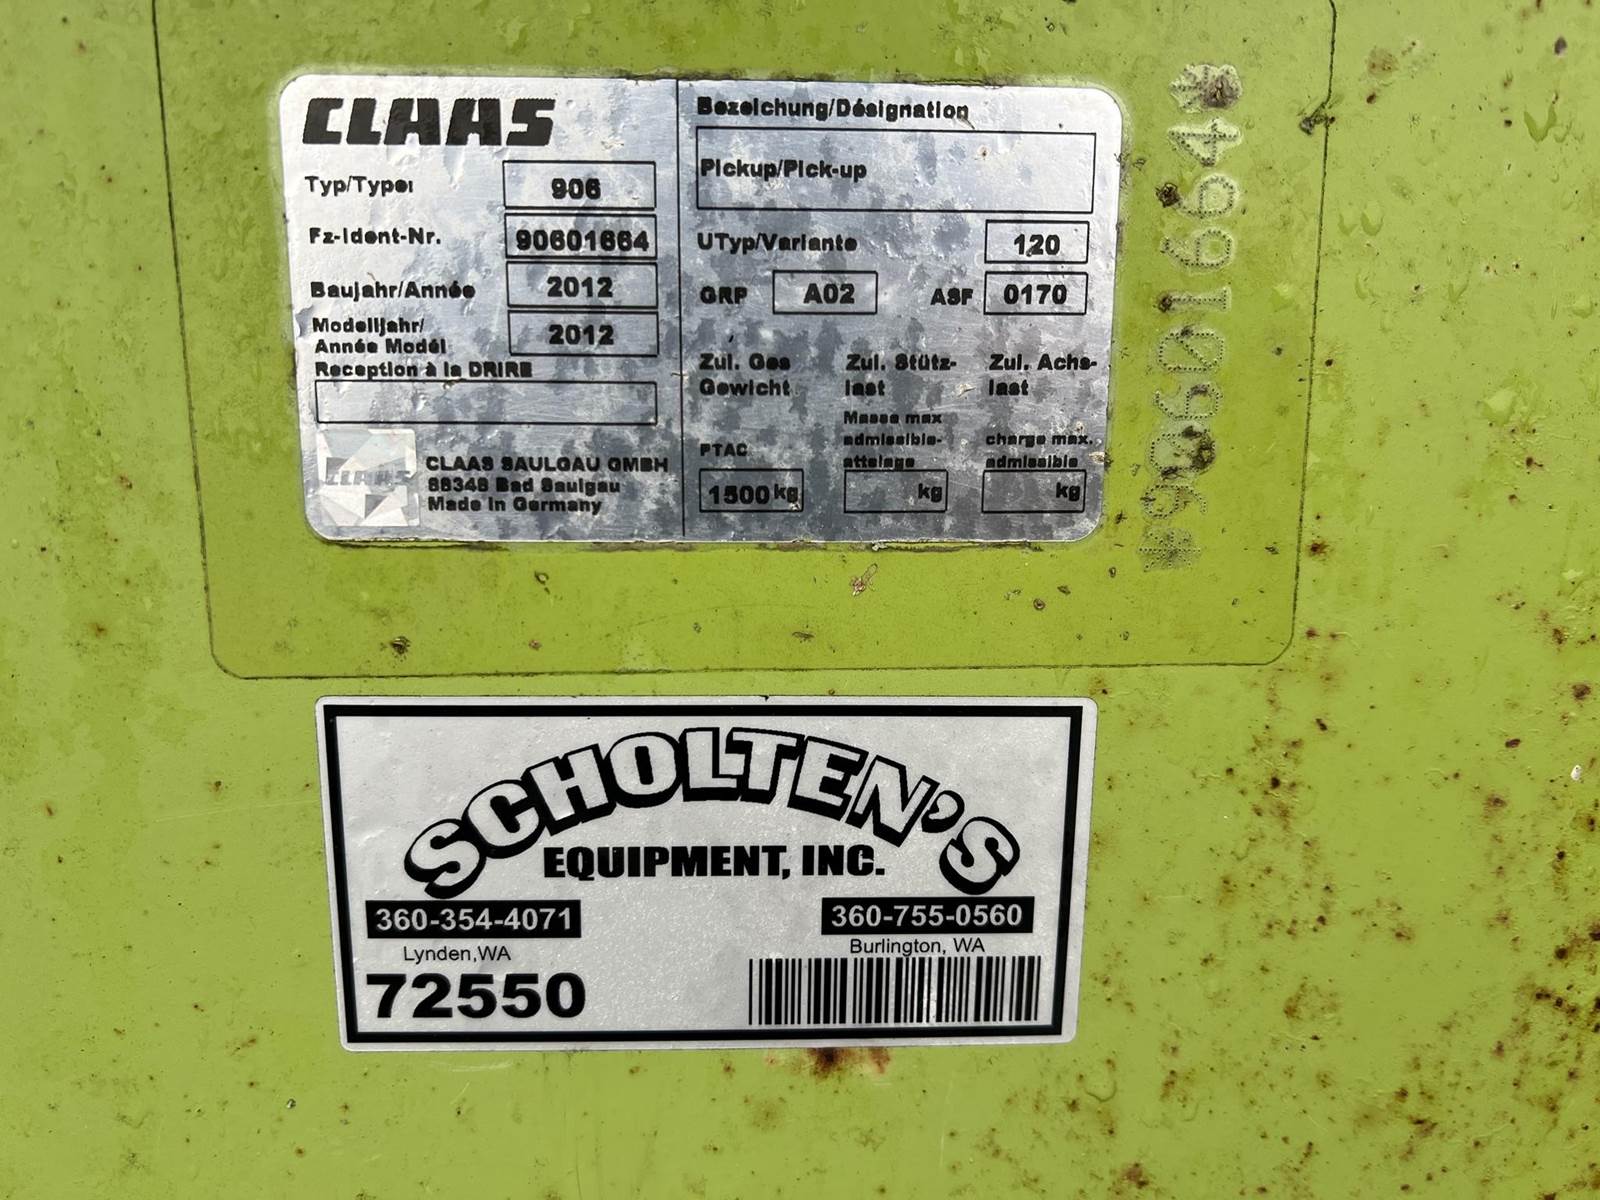 CLAAS
Typ/Type:
906
Fz-Ident-Nr.
90601664
Baujahr/Année
2012
Modelljahr/
Année Modél
2012
Reception à la DRIRE
CLAAS
CLAAS SAULGAU GMBH
88348 Bad Saulgau
Made in Germany
Bezeichung/Désignation
Pickup/Pick-up
UTyp/Variante
120
GRP
A02
ASF
0170
Zul. Ges
Gewicht
PTAC
1500 kg
Zul. Stütz-
last
Masse max
admissible-
attelage
kg
Zul. Achs-
last
charge max.
admissible
kg
*90601664*
SCHOLTEN'S
EQUIPMENT, INC.
360-354-4071
Lynden,WA
360-755-0560
Burlington, WA
72550